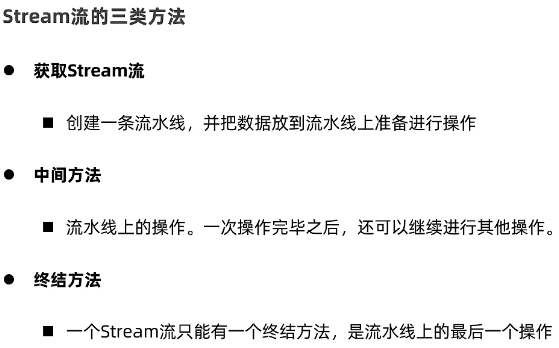 Stream流的三类方法
获取Stream流
创建一条流水线，并把数据放到流水线上准备进行操作
中间方法
流水线上的操作。一次操作完毕之后，还可以继续进行其他操作。
终结方法
一个Stream流只能有一个终结方法，是流水线上的最后一个操作